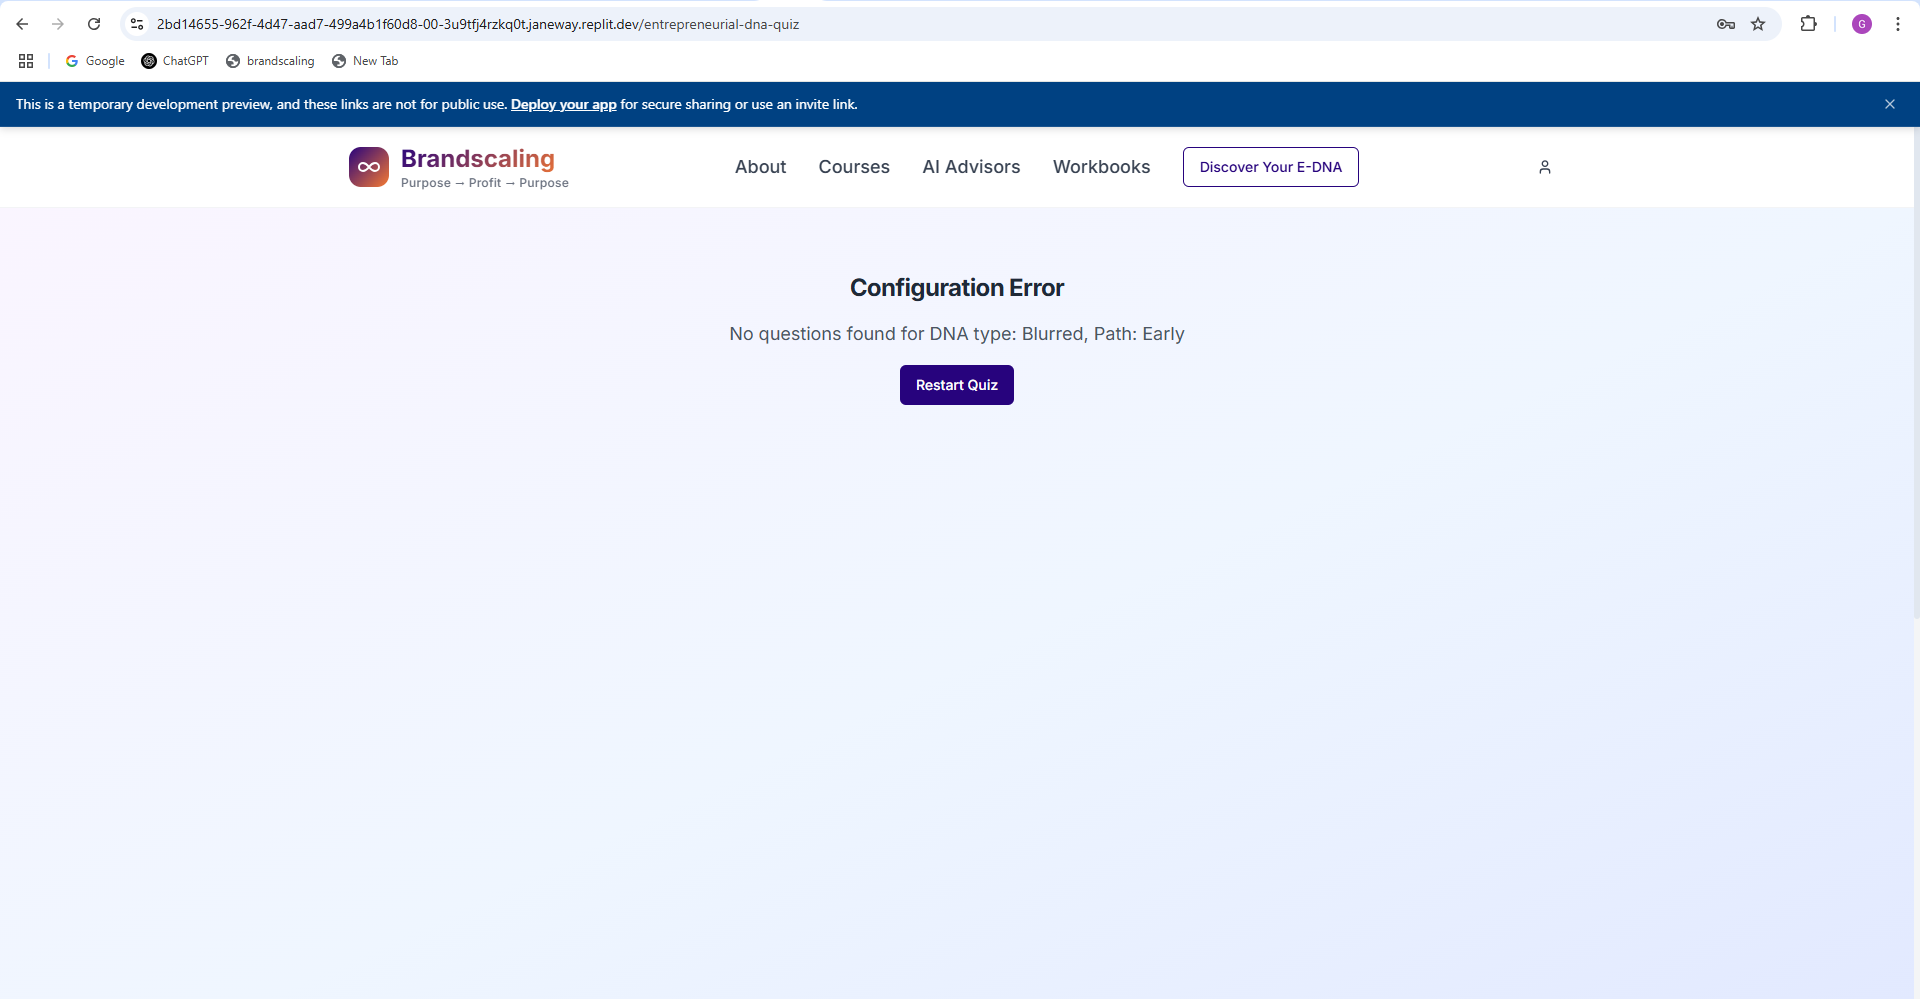 2bd14655-962f-4d47-aad7-499a4b1f60d8-00-3u9tfj4rzkq0t.janeway.replit.dev/entrepreneurial-dna-quiz
G
Google ChatGPT brandscaling New Tab
This is a temporary development preview, and these links are not for public use. Deploy your app for secure sharing or use an invite link.
Brandscaling
Purpose → Profit → Purpose
About Courses AI Advisors Workbooks Discover Your E-DNA
Configuration Error
No questions found for DNA type: Blurred, Path: Early
Restart Quiz